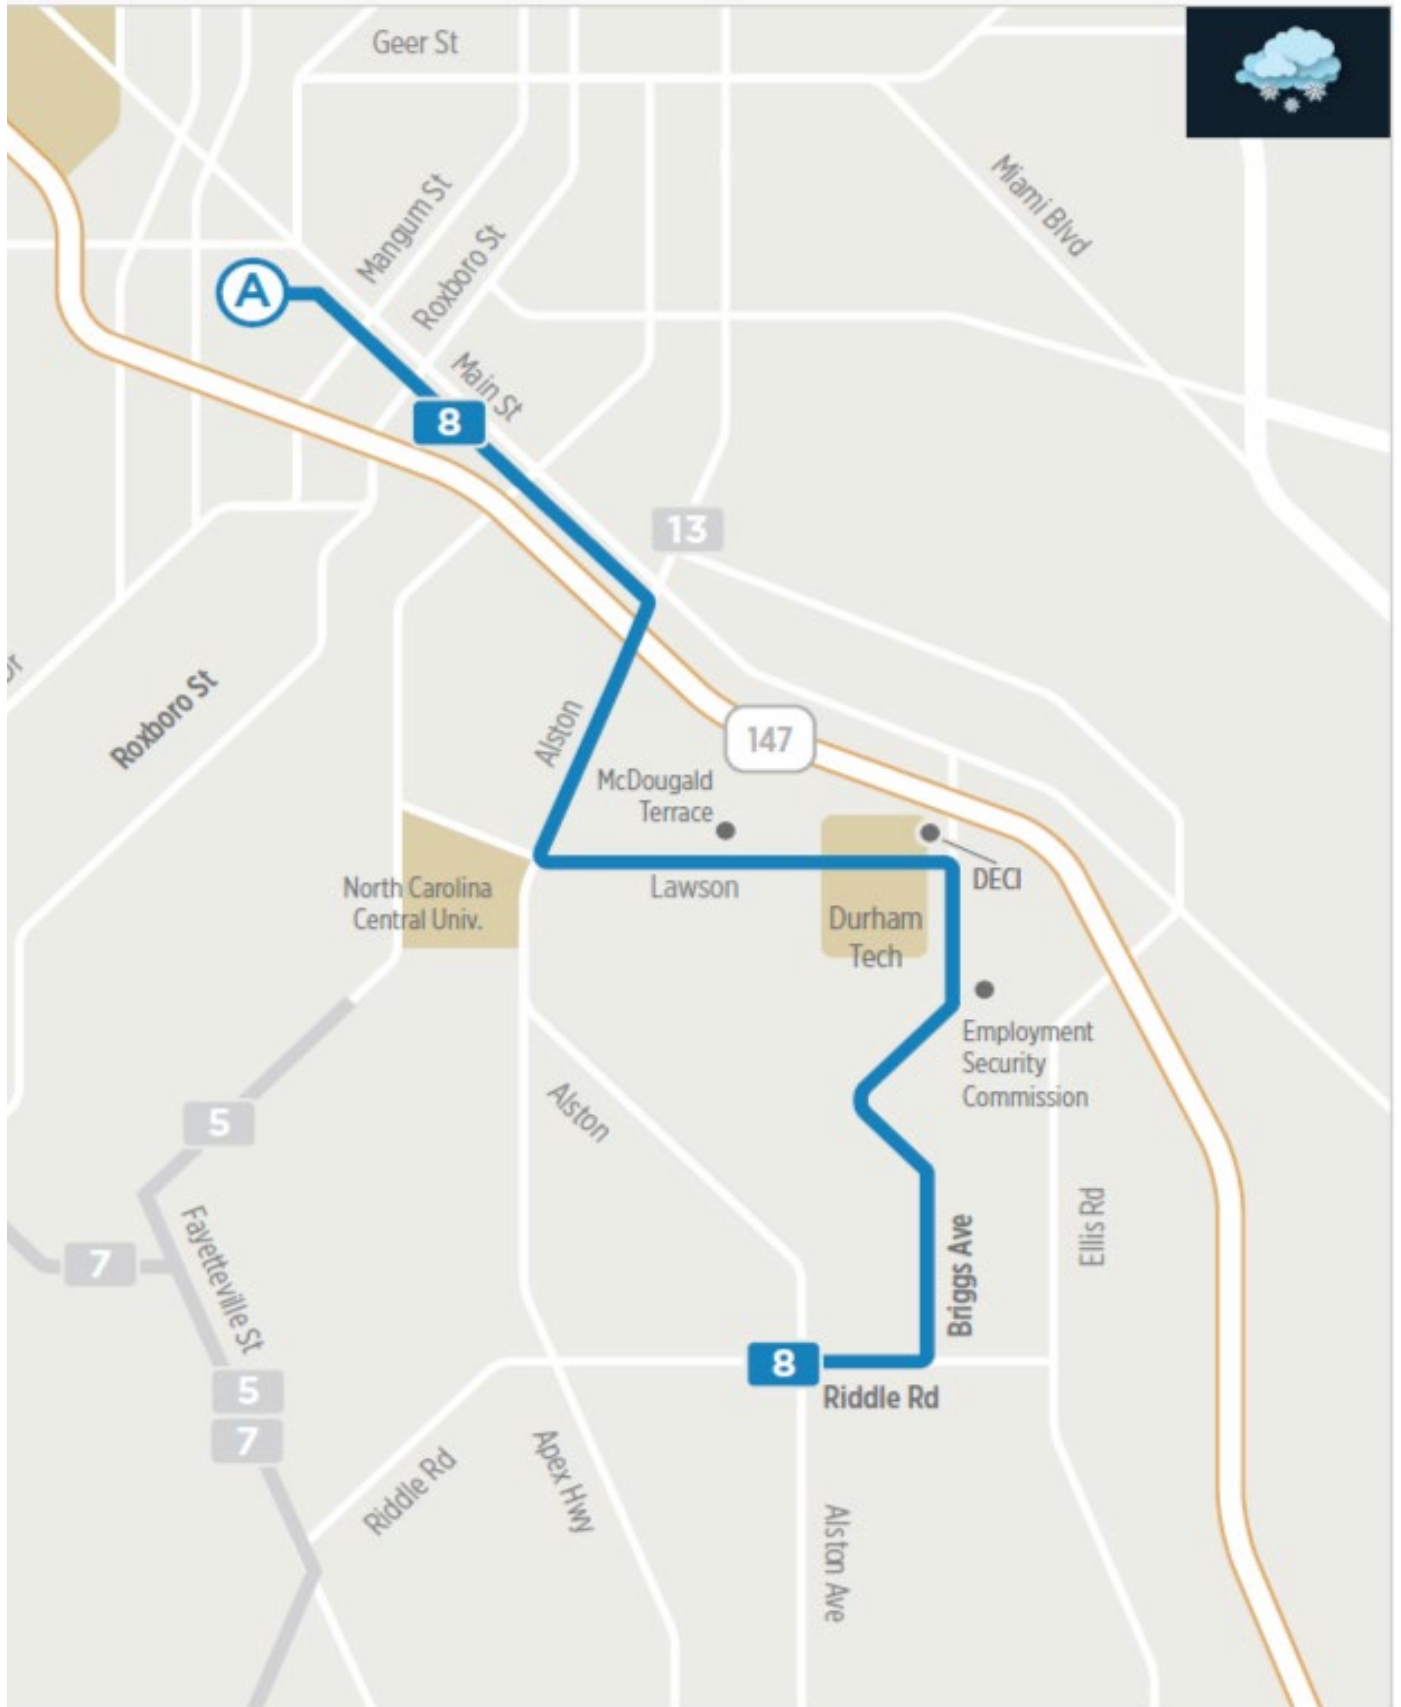 Geer St
Miami Blvd
Mangum St
Roxboro St
A
Main St
8
13
Roxboro St
Alston
147
McDougald
Terrace
DECI
North Carolina
Central Univ.
Lawson
Durham
Tech
Employment
Security
Commission
Alston
5
Ellis Rd
Fayetteville St
7
Briggs Ave
8
5
Riddle Rd
7
Riddle Rd
Apex Hwy
Alston Ave